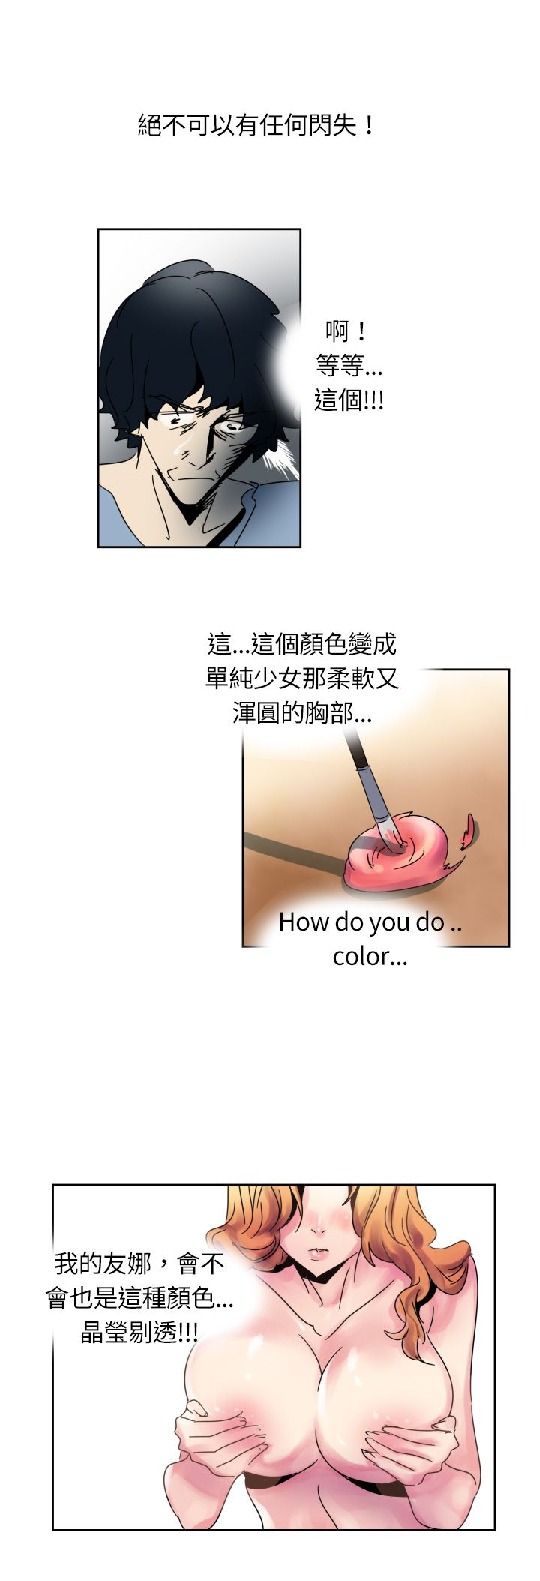 絕不可以有任何閃失！
啊！
等等...
這個!!!
這...這個顏色變成
單純少女那柔軟又
渾圓的胸部...
How do you do ..
color...
我的友娜，會不
會也是這種顏色...
晶瑩剔透!!!